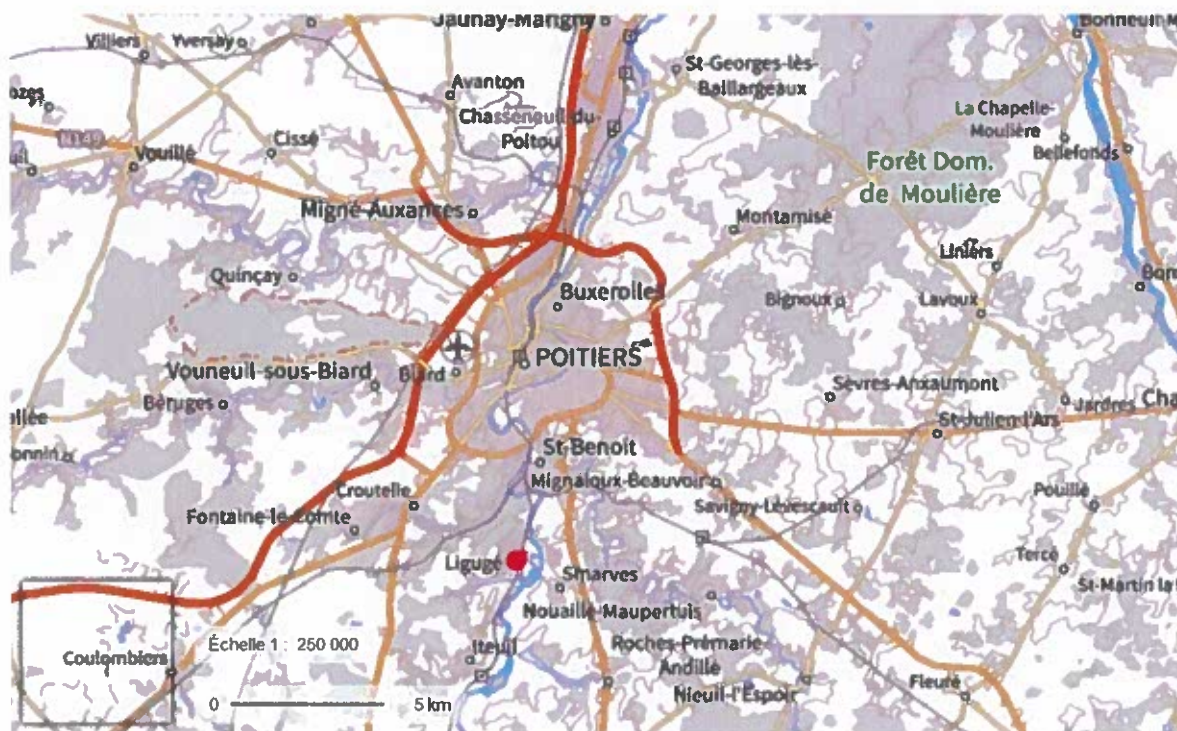 Jaunay-Marigny
Villiers
Yversay
Bonneuil-M
St-Georges-lès-
Baillargeaux
Avanton
Chasseneuil-du-
Poitou
La Chapelle-
Moulière
N149
Cissé
Vouillé
Bellefonds
Forêt Dom.
de Moulière
Migné-Auxances
Montamisé
Liniers
Quinçay
Buxerolles
Bignoux
Lavoux
Bon
POITIERS
Vouneuil-sous-Biard
Biard
Sèvres-Anxaumont
Béruges
Jardres
Cha
St-Julien-l'Ars
St-Benoit
Mignaloux-Beauvoir
Croutelle
Savigny-Lévescault
Pouillé
Fontaine-le-Comte
Tercé
Ligugé
Smarves
St-Martin la
Nouaillé-Maupertuis
Échelle 1 : 250 000
Iteuil
Roches-Prémarie-
Andillé
Coulombiers
Nieuil-l'Espoir
Fleuré
0 5 km